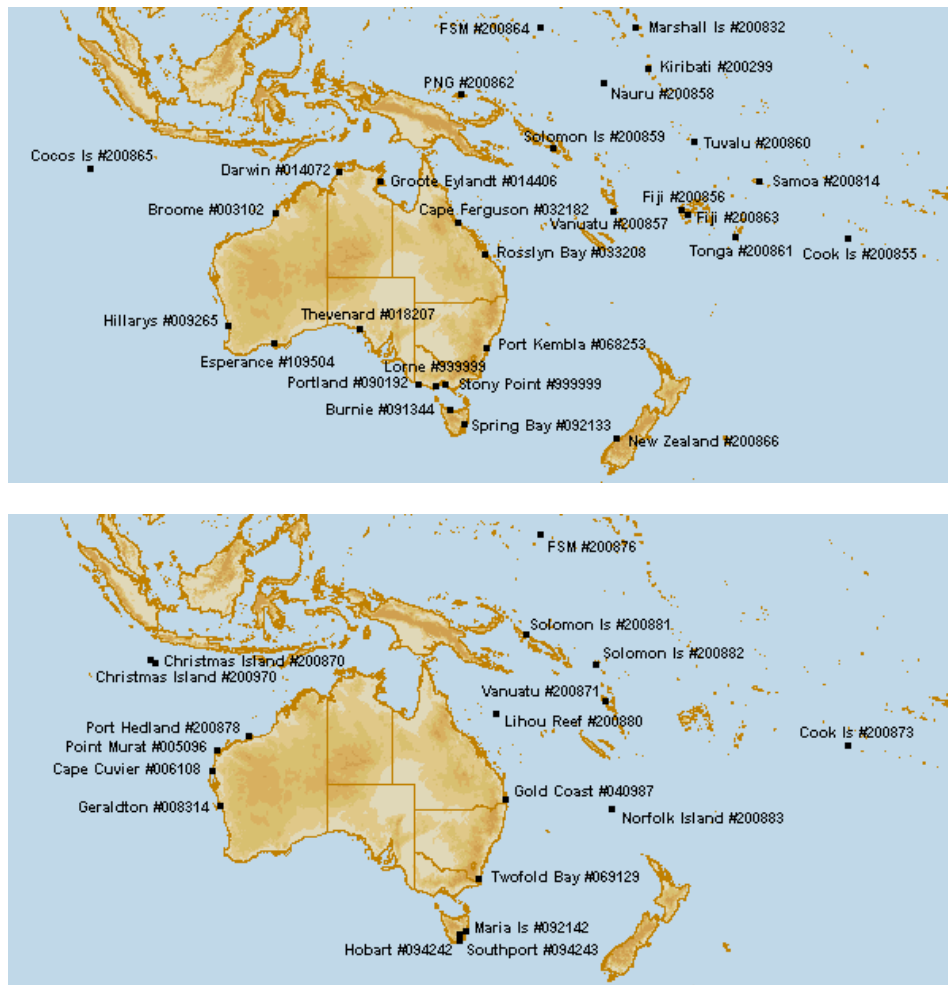 FSM #200864
Marshall Is #200832
Kiribati #200299
PNG #200862
Nauru #200858
Solomon Is #200859
Tuvalu #200860
Cocos Is #200865
Darwin #014072
Groote Eylandt #014406
Samoa #200814
Fiji #200856
Broome #003102
Cape Ferguson #032182
Fiji #200863
Vanuatu #200857
Rosslyn Bay #033208
Tonga #200861
Cook Is #200855
Thevenard #018207
Hillarys #009265
Port Kembla #068253
Esperance #109504
Lorne #999999
Portland #090192
Stony Point #999999
Burnie #091344
Spring Bay #092133
New Zealand #200866
FSM #200876
Solomon Is #200881
Solomon Is #200882
Christmas Island #200870
Christmas Island #200970
Vanuatu #200871
Lihou Reef #200880
Port Hedland #200878
Cook Is #200873
Point Murat #005096
Cape Cuvier #006108
Gold Coast #040987
Geraldton #008314
Norfolk Island #200883
Twofold Bay #069129
Maria Is #092142
Hobart #094242
Southport #094243